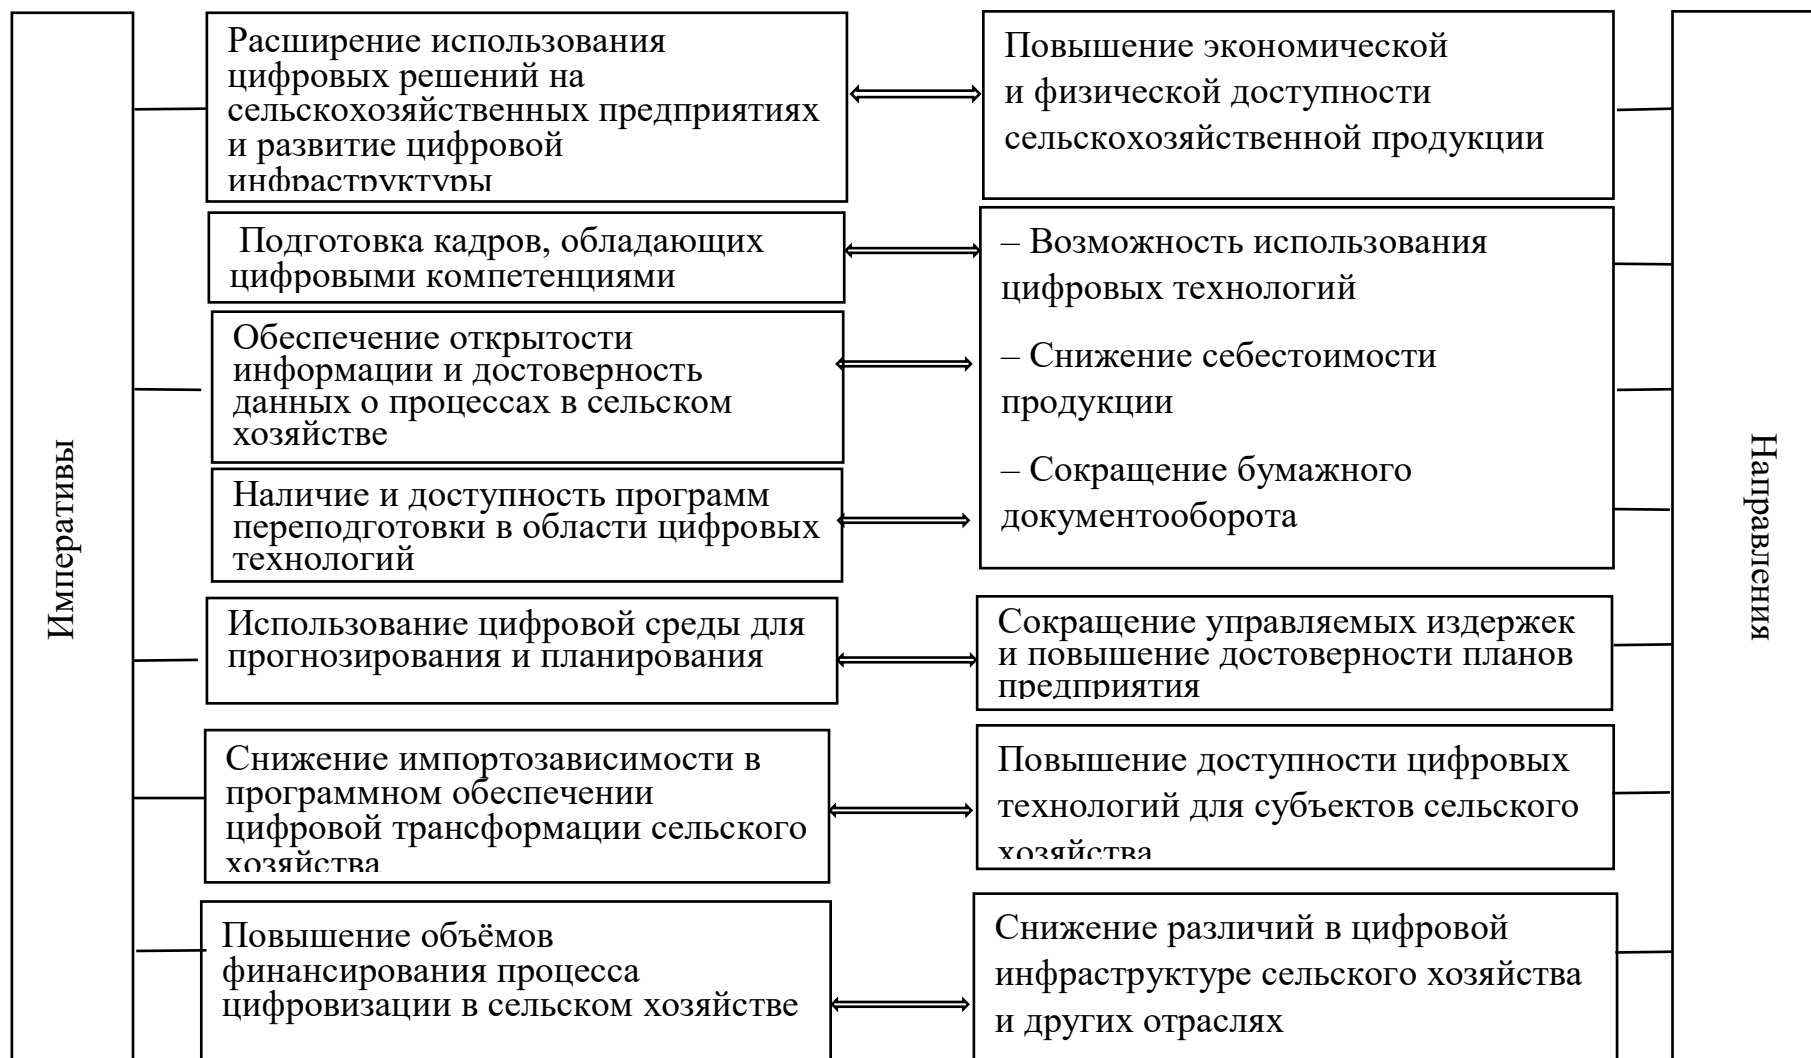 Императивы
Расширение использования
цифровых решений на
сельскохозяйственных предприятиях
и развитие цифровой
инфраструктуры
Повышение экономической
и физической доступности
сельскохозяйственной продукции
Подготовка кадров, обладающих
цифровыми компетенциями
Обеспечение открытости
информации и достоверность
данных о процессах в сельском
хозяйстве
Наличие и доступность программ
переподготовки в области цифровых
технологий
– Возможность использования
цифровых технологий
– Снижение себестоимости
продукции
– Сокращение бумажного
документооборота
Использование цифровой среды для
прогнозирования и планирования
Сокращение управляемых издержек
и повышение достоверности планов
предприятия
Снижение импортозависимости в
программном обеспечении
цифровой трансформации сельского
хозяйства
Повышение доступности цифровых
технологий для субъектов сельского
хозяйства
Повышение объёмов
финансирования процесса
цифровизации в сельском хозяйстве
Снижение различий в цифровой
инфраструктуре сельского хозяйства
и других отраслях
Направления